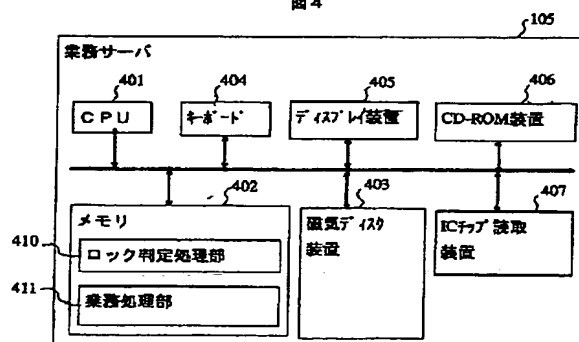 図4
105
業務サーバ
401
404
405
406
CPU
キーボード
ディスプレイ装置
CD-ROM装置
402
403
407
メモリ
磁気ディスク
装置
ICチップ読取
装置
410
ロック判定処理部
411
業務処理部